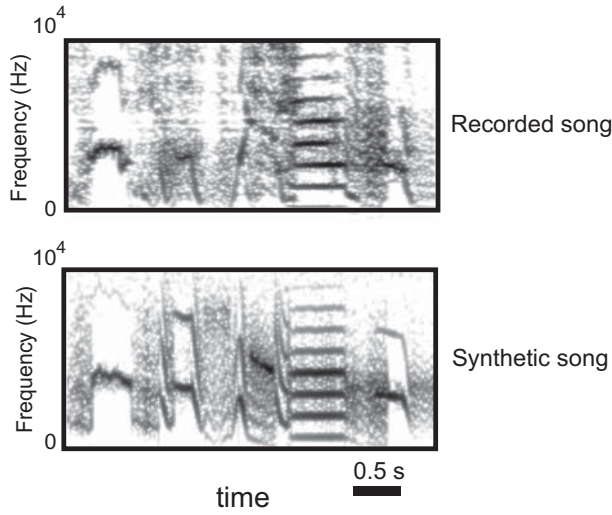 10^4
Frequency (Hz)
0
Recorded song
10^4
Frequency (Hz)
0
Synthetic song
0.5 s
time